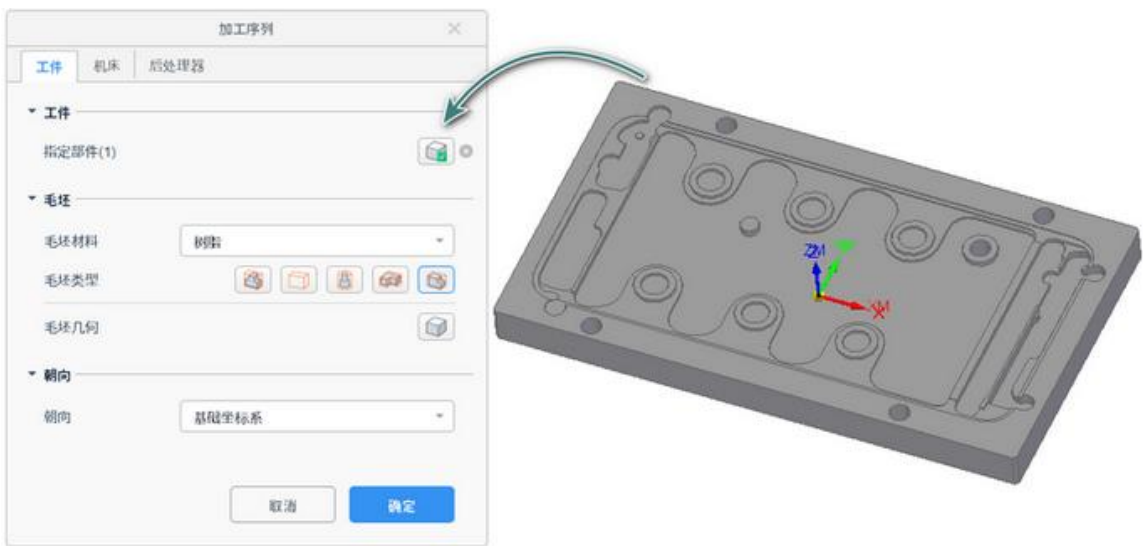 加工序列
工件 机床 后处理器
工件
指定部件(1)
毛坯
毛坯材料 树脂
毛坯类型
毛坯几何
朝向
朝向 基础坐标系
取消 确定
ZM
XM
X